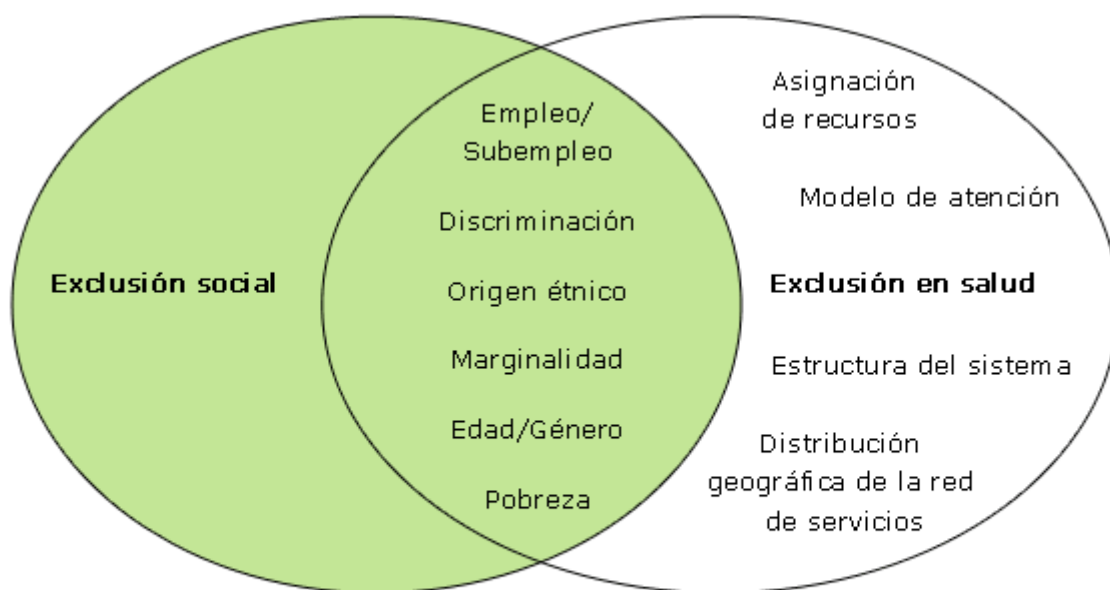 Exclusión social
Empleo/
Subempleo
Discriminación
Origen étnico
Marginalidad
Edad/Género
Pobreza
Asignación
de recursos
Modelo de atención
Exclusión en salud
Estructura del sistema
Distribución
geográfica de la red
de servicios